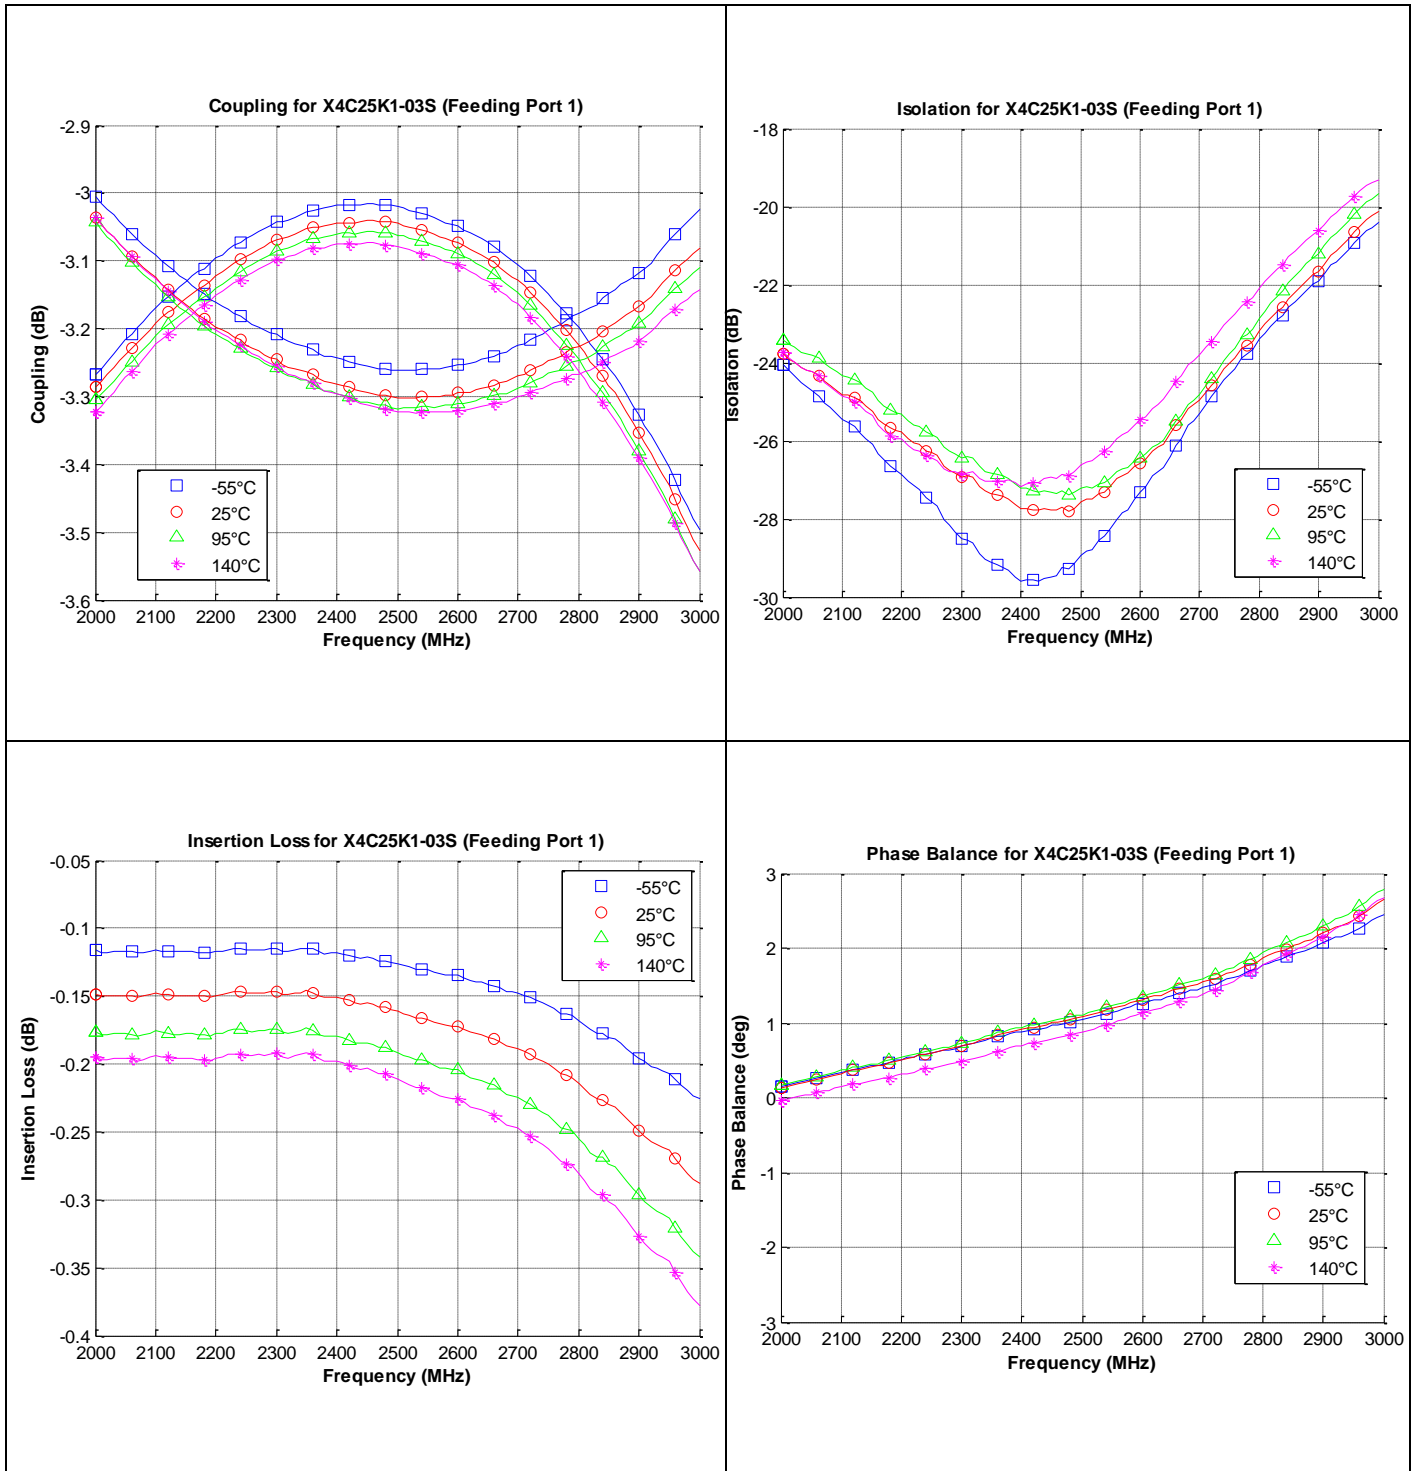 Coupling for X4C25K1-03S (Feeding Port 1)
-2.9
-3
-3.1
-3.2
-3.3
-3.4
-3.5
-3.6
Coupling (dB)
-55°C
25°C
95°C
140°C
2000 2100 2200 2300 2400 2500 2600 2700 2800 2900 3000
Frequency (MHz)
Isolation for X4C25K1-03S (Feeding Port 1)
-18
-20
-22
-24
-26
-28
-30
Isolation (dB)
-55°C
25°C
95°C
140°C
2000 2100 2200 2300 2400 2500 2600 2700 2800 2900 3000
Frequency (MHz)
Insertion Loss for X4C25K1-03S (Feeding Port 1)
-0.05
-0.1
-0.15
-0.2
-0.25
-0.3
-0.35
-0.4
Insertion Loss (dB)
-55°C
25°C
95°C
140°C
2000 2100 2200 2300 2400 2500 2600 2700 2800 2900 3000
Frequency (MHz)
Phase Balance for X4C25K1-03S (Feeding Port 1)
3
2
1
0
-1
-2
-3
Phase Balance (deg)
-55°C
25°C
95°C
140°C
2000 2100 2200 2300 2400 2500 2600 2700 2800 2900 3000
Frequency (MHz)